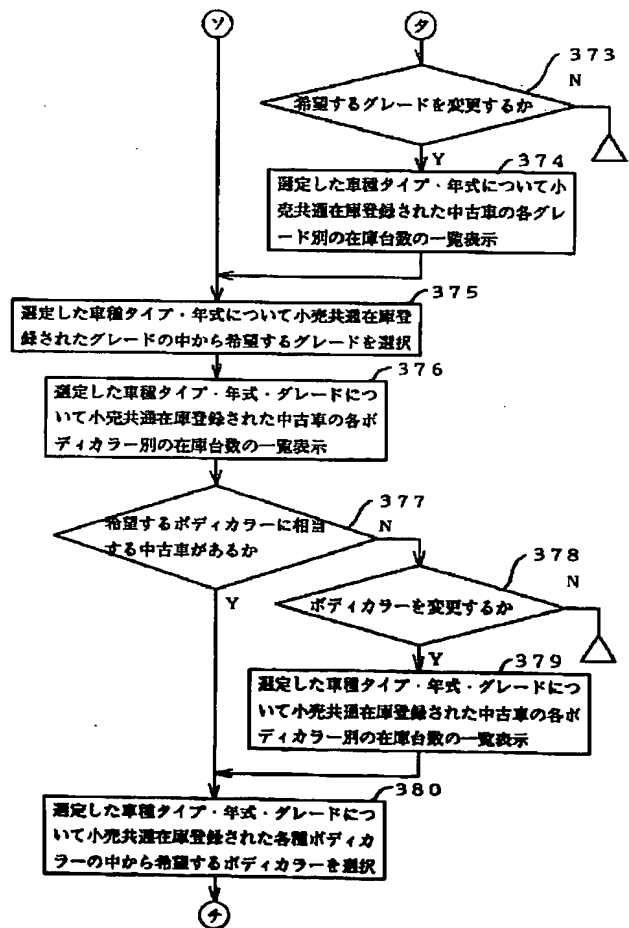 ソ
タ
373
N
希望するグレードを変更するか
Y
374
選定した車種タイプ・年式について小
売共通在庫登録された中古車の各グレ
ード別の在庫台数の一覧表示
375
選定した車種タイプ・年式について小売共通在庫登
録されたグレードの中から希望するグレードを選択
376
選定した車種タイプ・年式・グレードにつ
いて小売共通在庫登録された中古車の各ボ
ディカラー別の在庫台数の一覧表示
377
希望するボディカラーに相当
する中古車があるか
N
Y
378
N
ボディカラーを変更するか
Y
379
選定した車種タイプ・年式・グレードにつ
いて小売共通在庫登録された中古車の各ボ
ディカラー別の在庫台数の一覧表示
380
選定した車種タイプ・年式・グレードにつ
いて小売共通在庫登録された各種ボディカ
ラーの中から希望するボディカラーを選択
チ